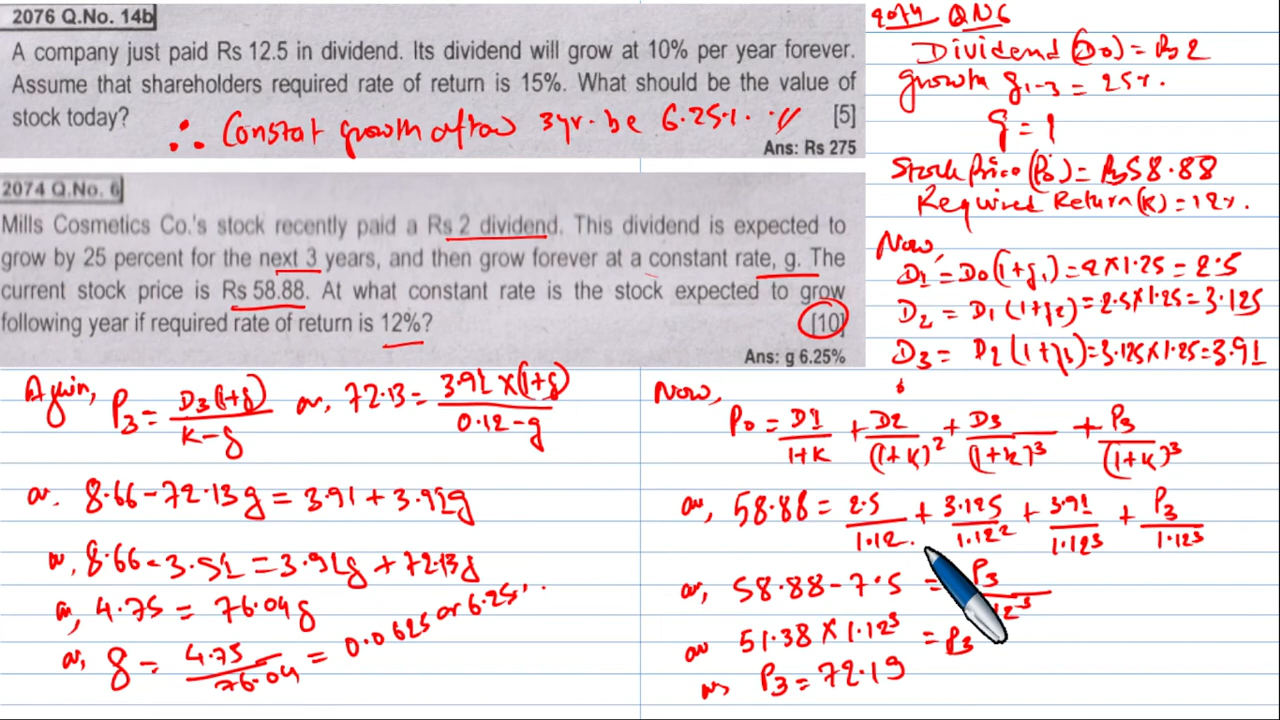 2076 Q.No. 14b
A company just paid Rs 12.5 in dividend. Its dividend will grow at 10% per year forever.
Assume that shareholders required rate of return is 15%. What should be the value of
stock today? [5]
∴ Constat growth after 3yr. be 6.25%.
Ans: Rs 275
2074 Q.No. 6
Mills Cosmetics Co.'s stock recently paid a Rs 2 dividend. This dividend is expected to
grow by 25 percent for the next 3 years, and then grow forever at a constant rate, g. The
current stock price is Rs 58.88. At what constant rate is the stock expected to grow
following year if required rate of return is 12%? [10]
Ans: g 6.25%
2074 QN6
Dividend (D0) = Rs 2
growth g1-3 = 25%.
g = ?
Stock Price (P0) = Rs 58.88
Required Return (K) = 12%.
Now,
D1 = D0 (1+g1) = 2 × 1.25 = 2.5
D2 = D1 (1+g2) = 2.5 × 1.25 = 3.125
D3 = D2 (1+g3) = 3.125 × 1.25 = 3.91
Now,
P0 = D1/1+K + D2/(1+K)^2 + D3/(1+K)^3 + P3/(1+K)^3
or, 58.88 = 2.5/1.12 + 3.125/1.12^2 + 3.91/1.12^3 + P3/1.12^3
or, 58.88 - 7.5 = P3/12^3
or 51.38 × 1.12^3 = P3
or, P3 = 72.19
Again, P3 = D3(1+g)/K-g or, 72.13 = 3.91 × (1+g)/0.12-g
or. 8.66 - 72.13g = 3.91 + 3.91g
or, 8.66 - 3.91 = 3.91g + 72.13g
or, 4.75 = 76.04g
or, g = 4.75/76.04 = 0.0625 or 6.25%.